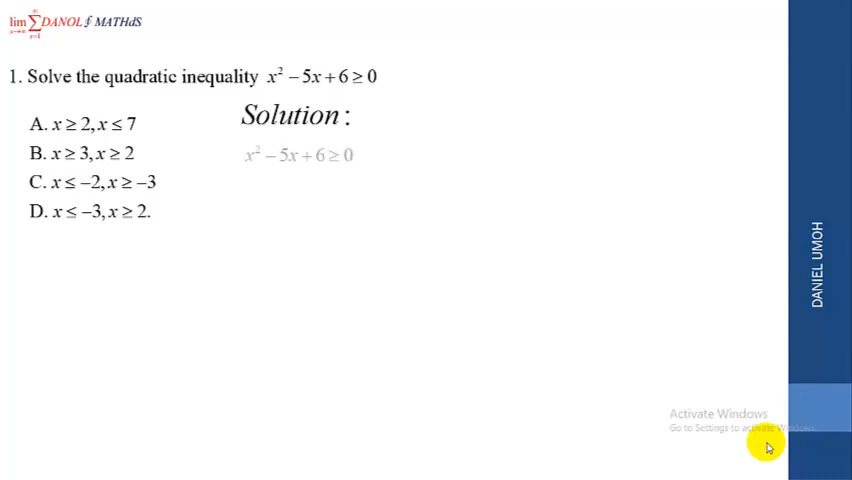 lim s→∞ ∞∑s=1 DANOL ∮ MATHdS
1. Solve the quadratic inequality x² − 5x + 6 ≥ 0
A. x ≥ 2, x ≤ 7
B. x ≥ 3, x ≥ 2
C. x ≤ −2, x ≥ −3
D. x ≤ −3, x ≥ 2.
Solution:
x² − 5x + 6 ≥ 0
DANIEL UMOH
Activate Windows
Go to Settings to activate Windows.